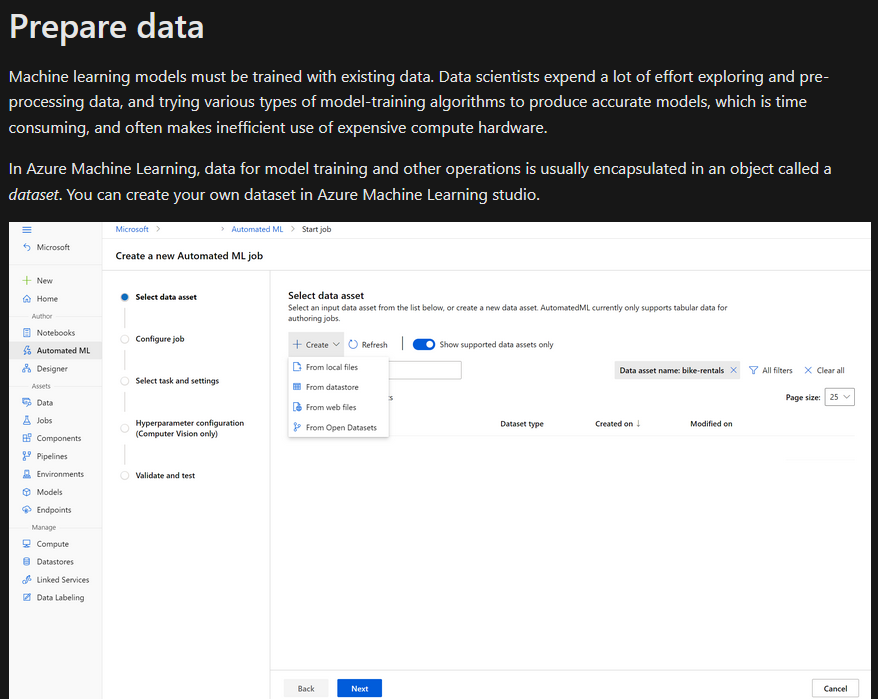 Prepare data
Machine learning models must be trained with existing data. Data scientists expend a lot of effort exploring and pre-
processing data, and trying various types of model-training algorithms to produce accurate models, which is time
consuming, and often makes inefficient use of expensive compute hardware.
In Azure Machine Learning, data for model training and other operations is usually encapsulated in an object called a
dataset. You can create your own dataset in Azure Machine Learning studio.
Microsoft > > Automated ML > Start job
Microsoft
New
Home
Author
Notebooks
Automated ML
Designer
Assets
Data
Jobs
Components
Pipelines
Environments
Models
Endpoints
Manage
Compute
Datastores
Linked Services
Data Labeling
Create a new Automated ML job
Select data asset
Configure job
Select task and settings
Hyperparameter configuration
(Computer Vision only)
Validate and test
Select data asset
Select an input data asset from the list below, or create a new data asset. AutomatedML currently only supports tabular data for
authoring jobs.
Create Refresh Show supported data assets only
From local files
From datastore
From web files
From Open Datasets
Data asset name: bike-rentals All filters Clear all
Page size: 25
Dataset type Created on ↓ Modified on
Back Next Cancel